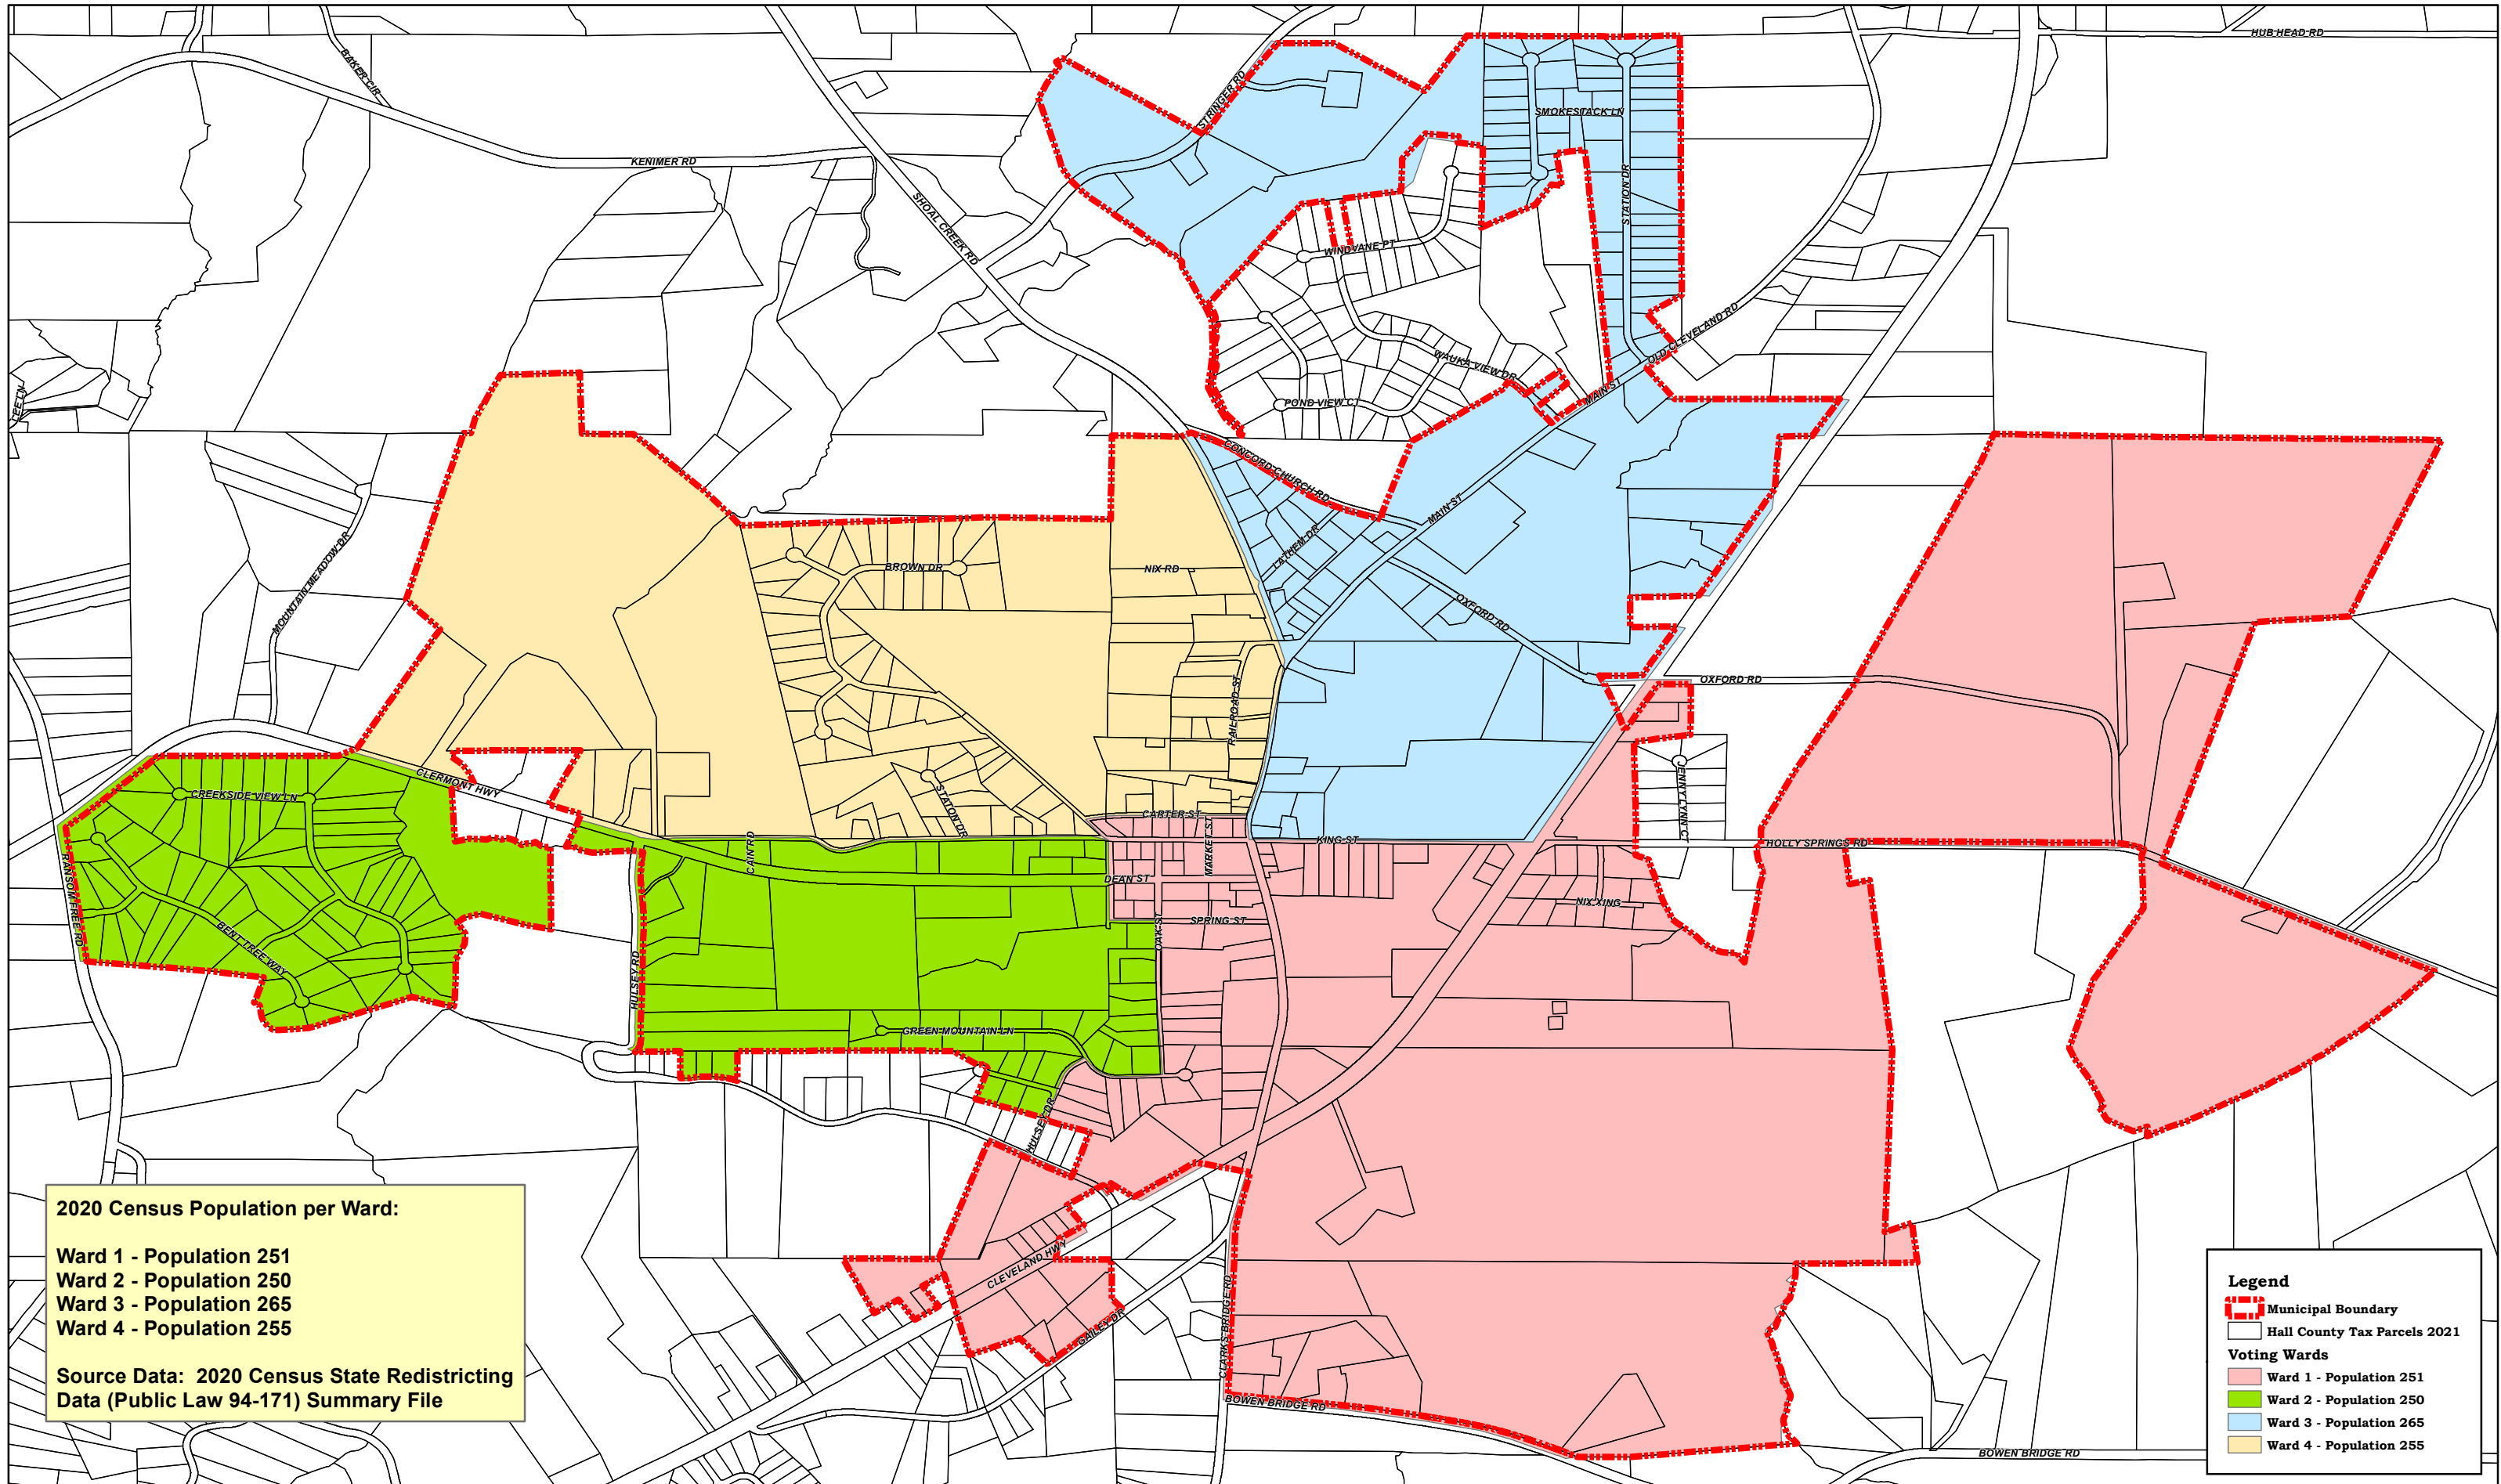 HUB HEAD RD
BAKER CIR
STRINGER RD
SMOKESTACK LN
KENIMER RD
STATION DR
SHOAL CREEK RD
WINDVANE PT
OLD CLEVELAND RD
WAUKA VIEW DR
EE LN
MAIN ST
POND VIEW CT
CONCORD CHURCH RD
MAIN ST
LATHEM DR
MOUNTAIN MEADOW DR
BROWN DR
NIX RD
OXFORD RD
OXFORD RD
RAILROAD ST
CLERMONT HWY
CREEKSIDE VIEW LN
STATON DR
JENNY LYNN CT
CARTER ST
MARKET ST
KING ST
HOLLY SPRINGS RD
CAIN RD
DEAN ST
RANSOM FREE RD
NIX XING
SPRING ST
OAK ST
BENT TREE WAY
HULSEY RD
GREEN MOUNTAIN LN
HULSEY DR
CLEVELAND HWY
GAILEY DR
CLARKS BRIDGE RD
BOWEN BRIDGE RD
BOWEN BRIDGE RD
2020 Census Population per Ward:
Ward 1 - Population 251
Ward 2 - Population 250
Ward 3 - Population 265
Ward 4 - Population 255
Source Data:  2020 Census State Redistricting
Data (Public Law 94-171) Summary File
Legend
Municipal Boundary
Hall County Tax Parcels 2021
Voting Wards
Ward 1 - Population 251
Ward 2 - Population 250
Ward 3 - Population 265
Ward 4 - Population 255